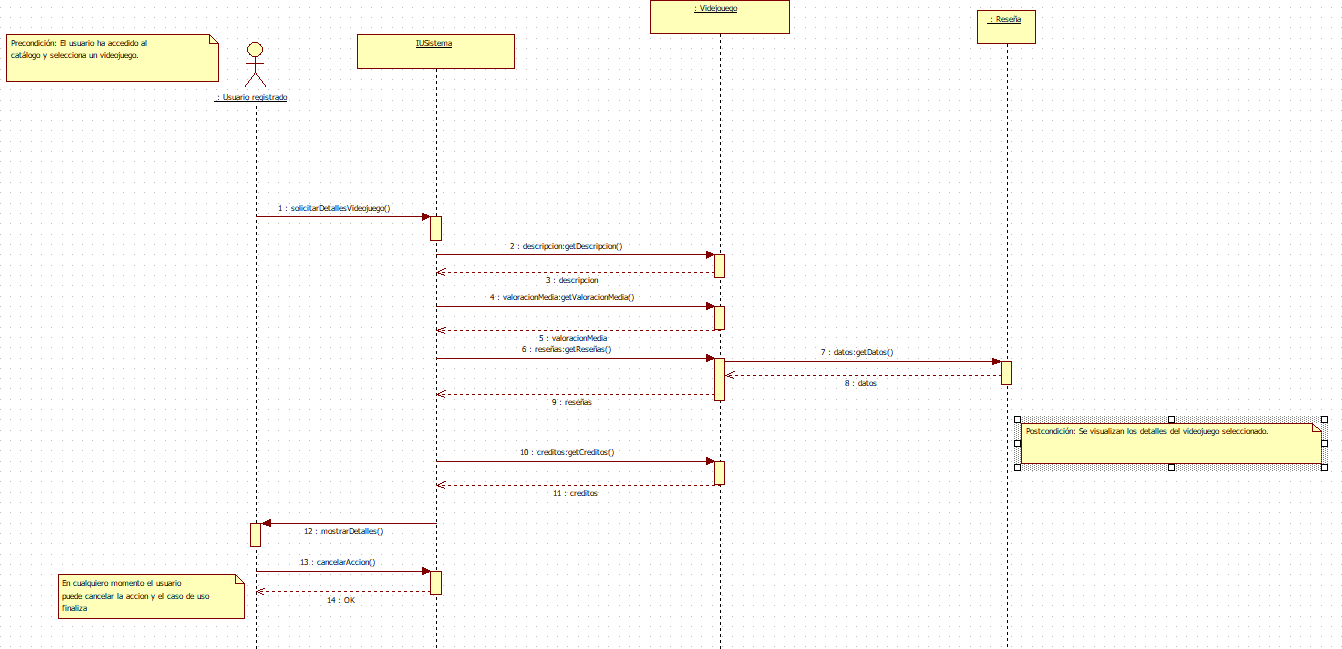 : Videjouego
: Reseña
IUSistema
Precondición: El usuario ha accedido al
catálogo y selecciona un videojuego.
: Usuario registrado
1 : solicitarDetallesVideojuego()
2 : descripcion:getDescripcion()
3 : descripcion
4 : valoracionMedia:getValoracionMedia()
5 : valoracionMedia
6 : reseñas:getReseñas()
7 : datos:getDatos()
8 : datos
9 : reseñas
Postcondición: Se visualizan los detalles del videojuego seleccionado.
10 : creditos:getCreditos()
11 : creditos
12 : mostrarDetalles()
13 : cancelarAccion()
En cualquiero momento el usuario
puede cancelar la accion y el caso de uso
finaliza
14 : OK